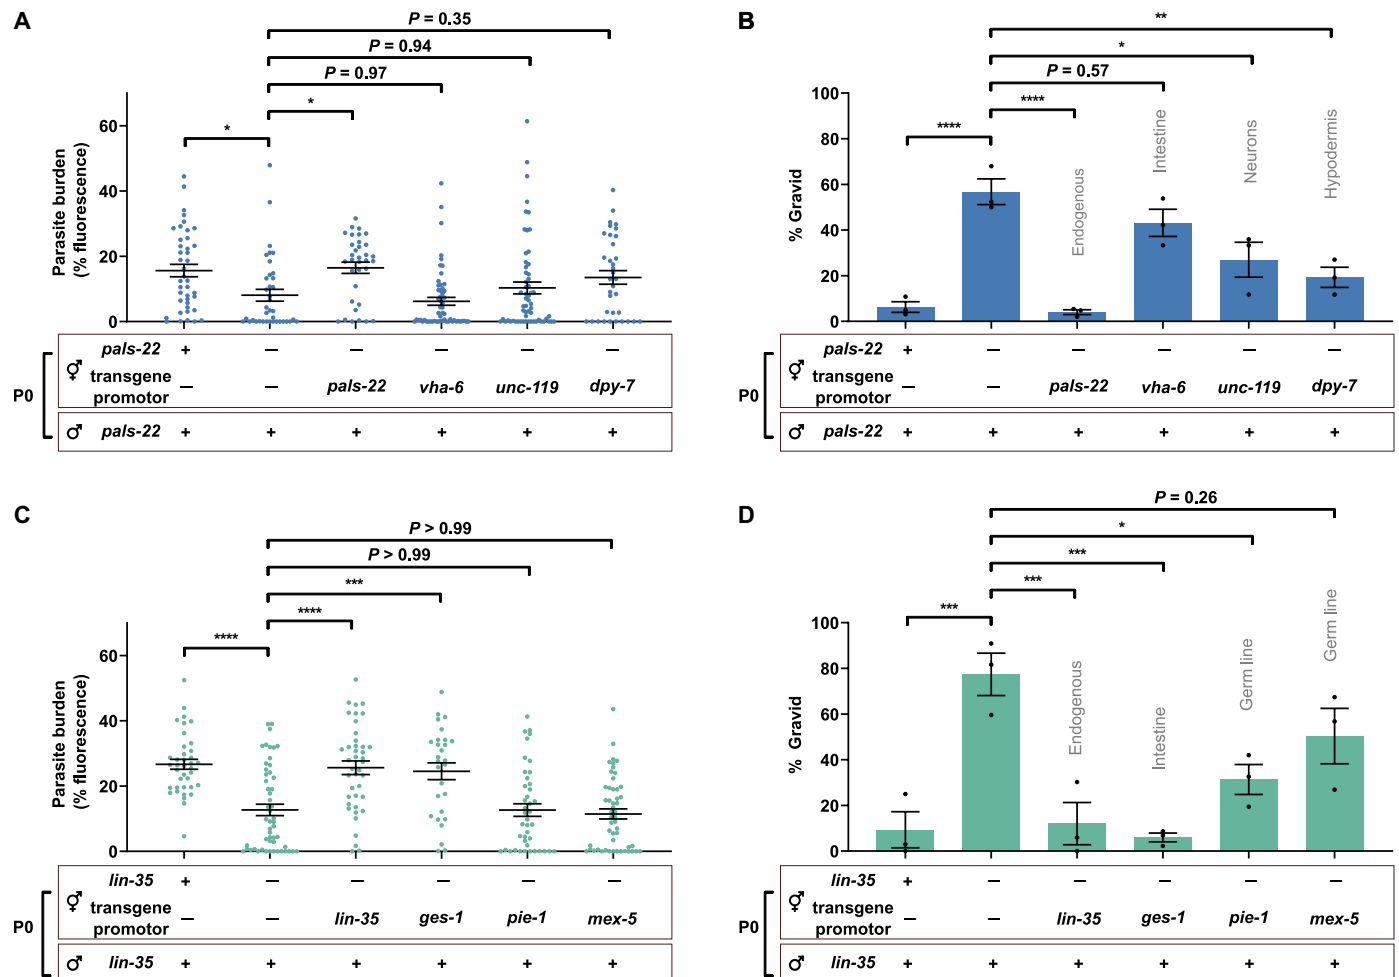 A
P = 0.35
P = 0.94
P = 0.97
*
*
Parasite burden
(% fluorescence)
60
40
20
0
P0
⚥
pals-22 + — — — — —
transgene
promotor
— — pals-22 vha-6 unc-119 dpy-7
♂ pals-22 + + + + + +
B
**
*
P = 0.57
****
****
% Gravid
100
80
60
40
20
0
Endogenous
Intestine
Neurons
Hypodermis
P0
⚥
pals-22 + — — — — —
transgene
promotor
— — pals-22 vha-6 unc-119 dpy-7
♂ pals-22 + + + + + +
C
P > 0.99
P > 0.99
***
****
****
Parasite burden
(% fluorescence)
60
40
20
0
P0
⚥
lin-35 + — — — — —
transgene
promotor
— — lin-35 ges-1 pie-1 mex-5
♂ lin-35 + + + + + +
D
P = 0.26
*
***
***
***
% Gravid
100
80
60
40
20
0
Endogenous
Intestine
Germ line
Germ line
P0
⚥
lin-35 + — — — — —
transgene
promotor
— — lin-35 ges-1 pie-1 mex-5
♂ lin-35 + + + + + +